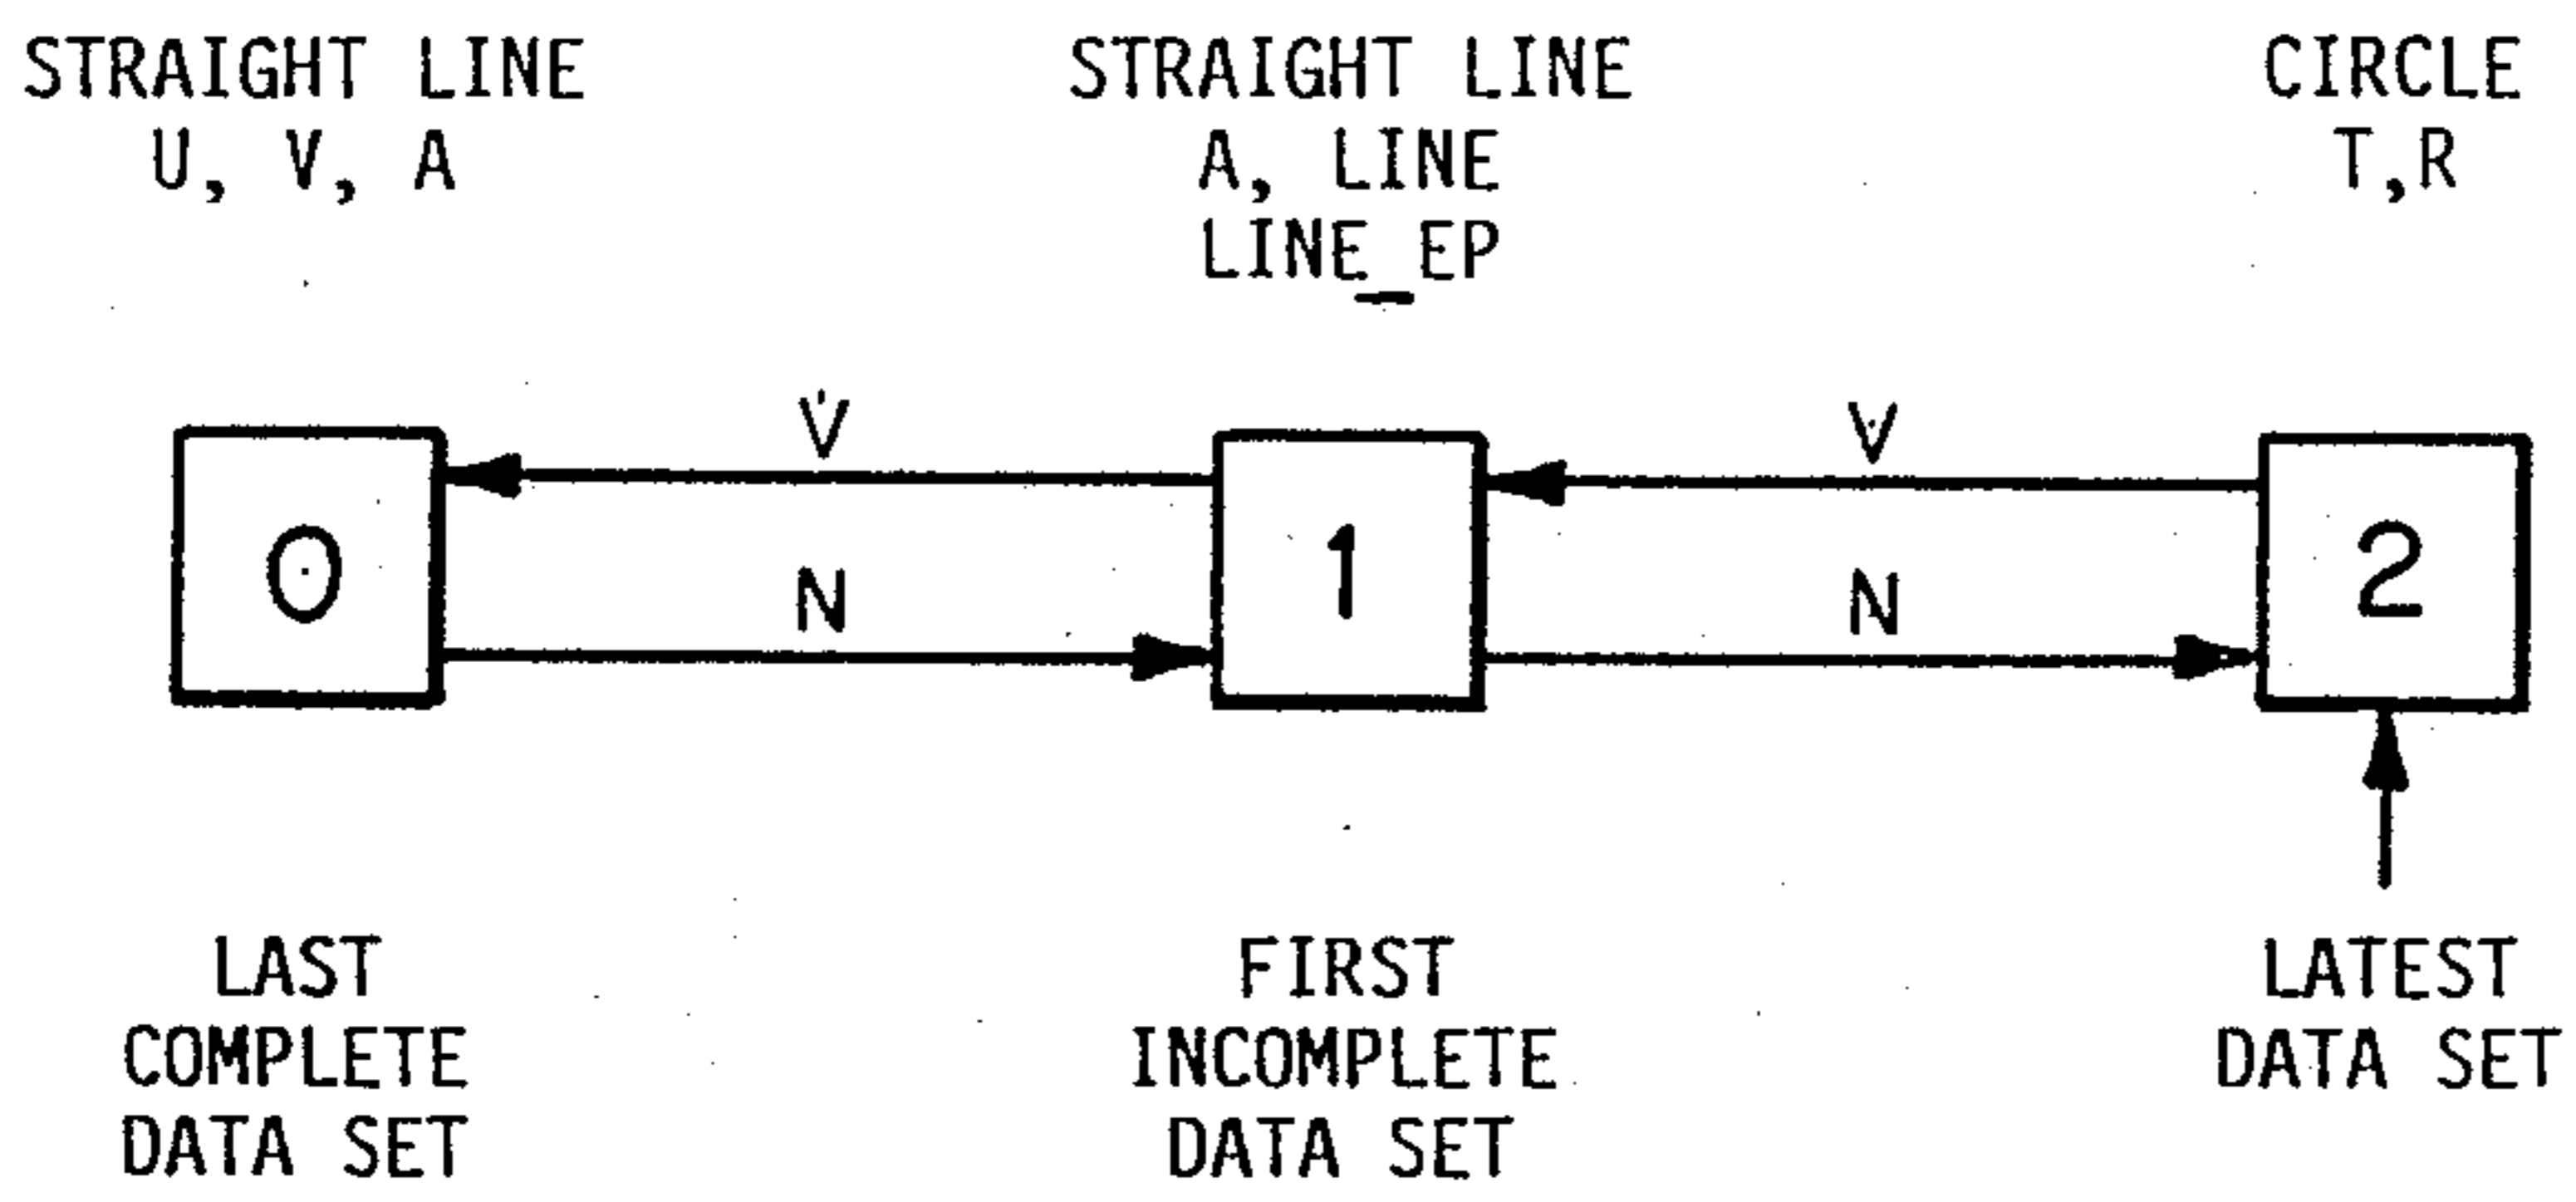 STRAIGHT LINE
U, V, A
STRAIGHT LINE
A, LINE
LINE_EP
CIRCLE
T,R
V
V
0
1
2
N
N
LAST
COMPLETE
DATA SET
FIRST
INCOMPLETE
DATA SET
LATEST
DATA SET